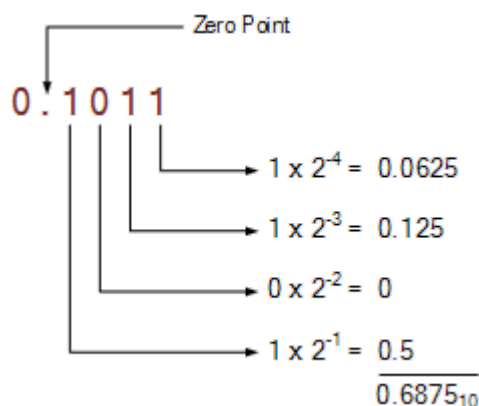 Zero Point
0.1011
1 x 2⁻⁴ = 0.0625
1 x 2⁻³ = 0.125
0 x 2⁻² = 0
1 x 2⁻¹ = 0.5
0.6875₁₀